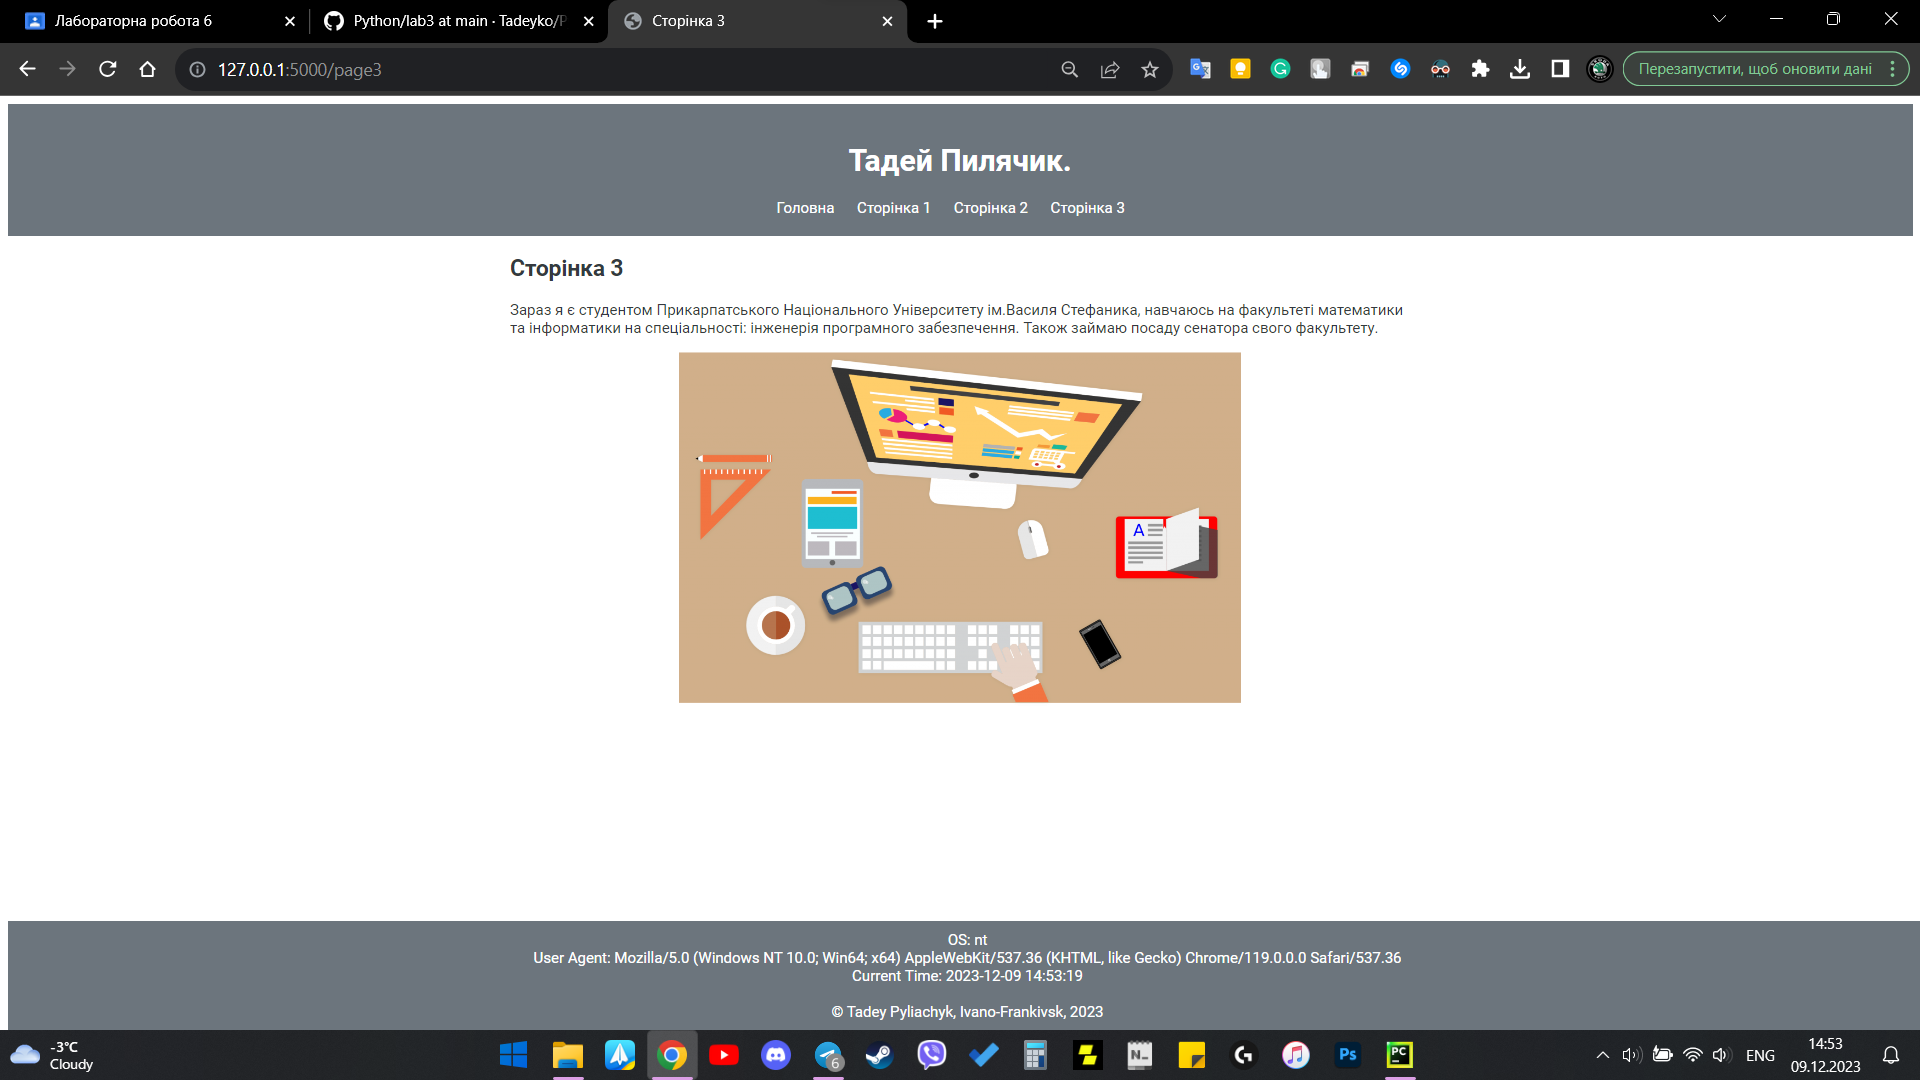 Лабораторна робота 6
Python/lab3 at main · Tadeyko/P
Сторінка 3
127.0.0.1:5000/page3
Перезапустити, щоб оновити дані
Тадей Пилячик.
Головна Сторінка 1 Сторінка 2 Сторінка 3
Сторінка 3
Зараз я є студентом Прикарпатського Національного Університету ім.Василя Стефаника, навчаюсь на факультеті математики
та інформатики на спеціальності: інженерія програмного забезпечення. Також займаю посаду сенатора свого факультету.
A
OS: nt
User Agent: Mozilla/5.0 (Windows NT 10.0; Win64; x64) AppleWebKit/537.36 (KHTML, like Gecko) Chrome/119.0.0.0 Safari/537.36
Current Time: 2023-12-09 14:53:19
© Tadey Pyliachyk, Ivano-Frankivsk, 2023
-3°C
Cloudy
6
N
Ps
PC
ENG
14:53
09.12.2023